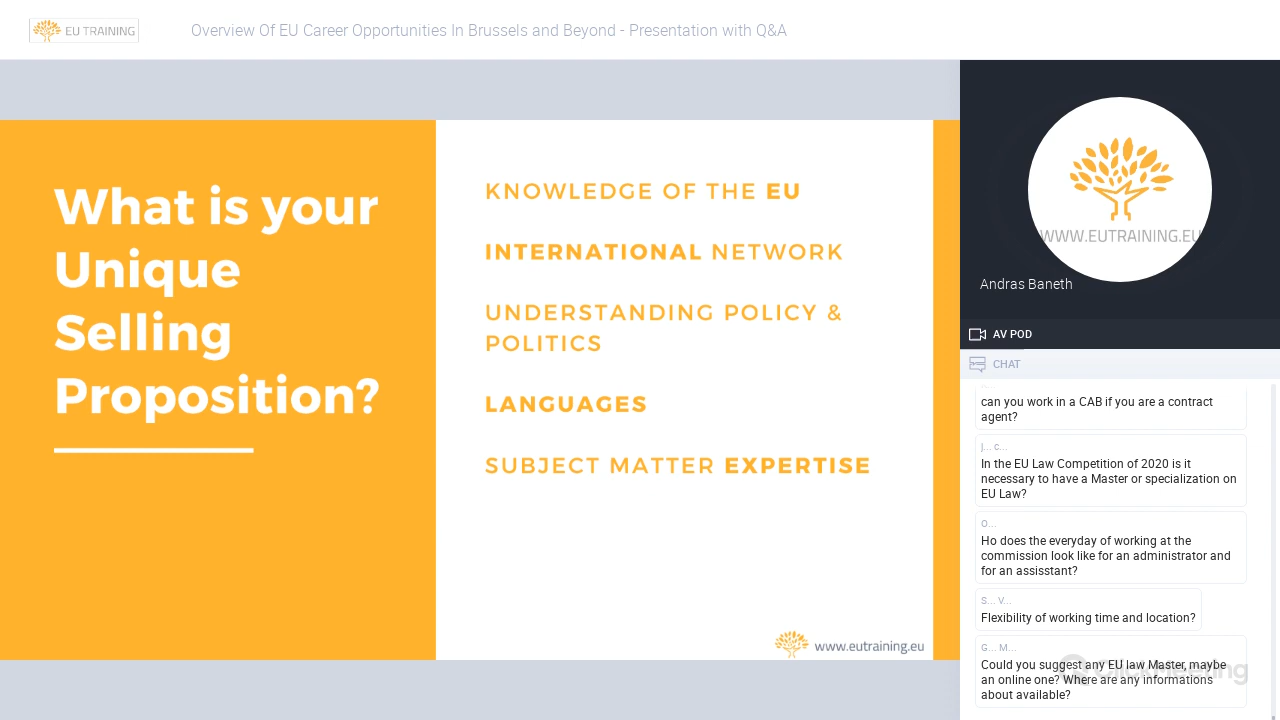 EU TRAINING
Overview Of EU Career Opportunities In Brussels and Beyond - Presentation with Q&A
What is your
Unique
Selling
Proposition?
KNOWLEDGE OF THE EU
INTERNATIONAL NETWORK
UNDERSTANDING POLICY &
POLITICS
LANGUAGES
SUBJECT MATTER EXPERTISE
www.eutraining.eu
WWW.EUTRAINING.EU
Andras Baneth
AV POD
CHAT
can you work in a CAB if you are a contract
agent?
J... c...
In the EU Law Competition of 2020 is it
necessary to have a Master or specialization on
EU Law?
O...
Ho does the everyday of working at the
commission look like for an administrator and
for an assisstant?
S... V...
Flexibility of working time and location?
G... M...
Could you suggest any EU law Master, maybe
an online one? Where are any informations
about available?
ClickMeeting